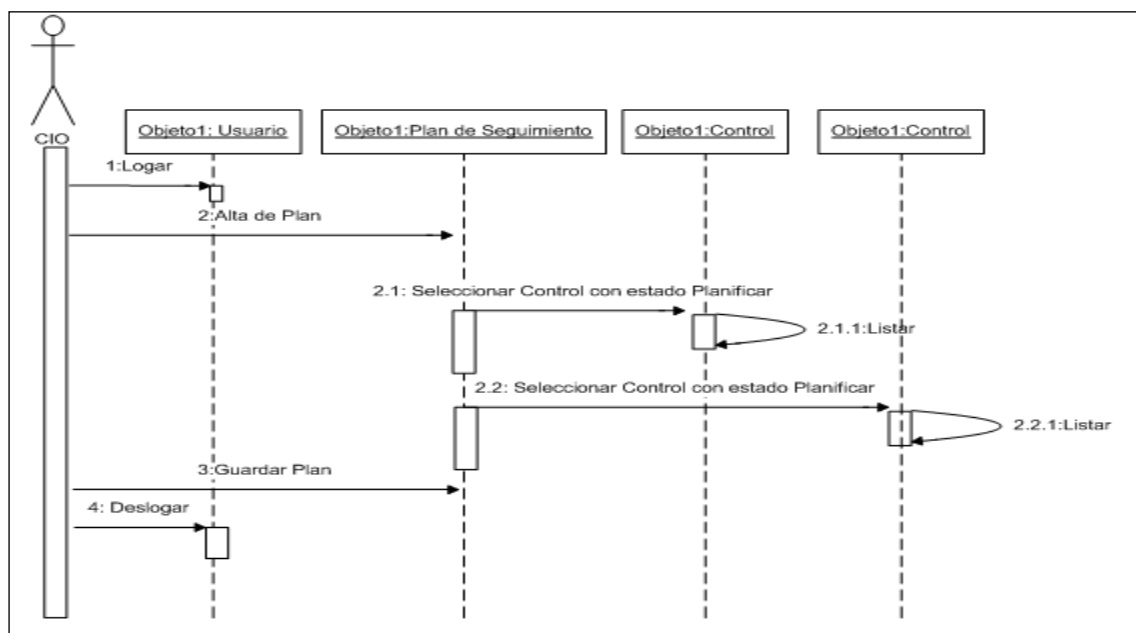 CIO
Objeto1: Usuario
Objeto1:Plan de Seguimiento
Objeto1:Control
Objeto1:Control
1:Logar
2:Alta de Plan
2.1: Seleccionar Control con estado Planificar
2.1.1:Listar
2.2: Seleccionar Control con estado Planificar
2.2.1:Listar
3:Guardar Plan
4: Deslogar